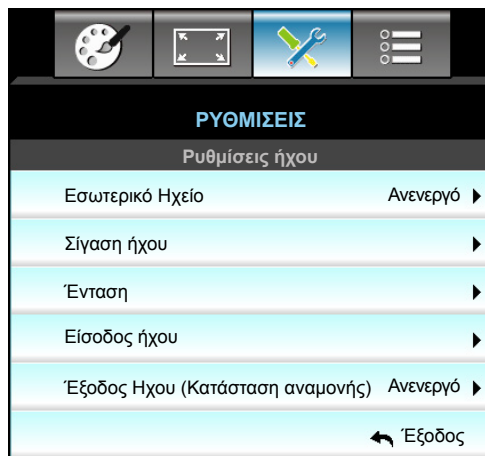 ΡΥΘΜΙΣΕΙΣ
Ρυθμίσεις ήχου
Εσωτερικό Ηχείο Ανενεργό
Σίγαση ήχου
Ένταση
Είσοδος ήχου
Έξοδος Ηχου (Κατάσταση αναμονής) Ανενεργό
Έξοδος